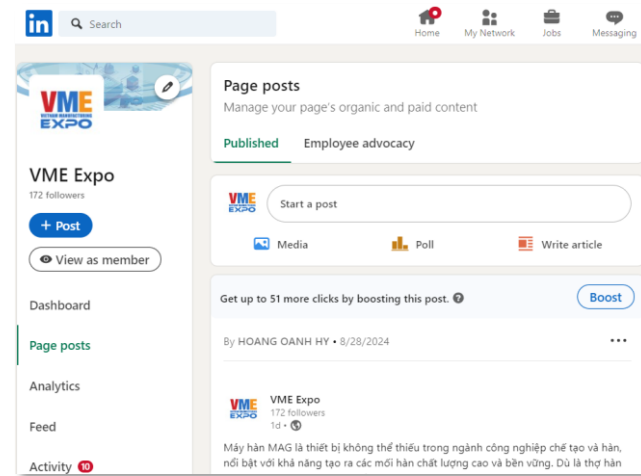 in
Search
Home
My Network
Jobs
Messaging
VME
VIETNAM MANUFACTURING
EXPO
VME Expo
172 followers
+ Post
View as member
Dashboard
Page posts
Analytics
Feed
Activity 10
Page posts
Manage your page's organic and paid content
Published
Employee advocacy
VME
EXPO
Start a post
Media
Poll
Write article
Get up to 51 more clicks by boosting this post.
Boost
By HOANG OANH HY • 8/28/2024
VME
EXPO
VME Expo
172 followers
1d •
Máy hàn MAG là thiết bị không thể thiếu trong ngành công nghiệp chế tạo và hàn,
nổi bật với khả năng tạo ra các mối hàn chất lượng cao và bền vững. Dù là thợ hàn